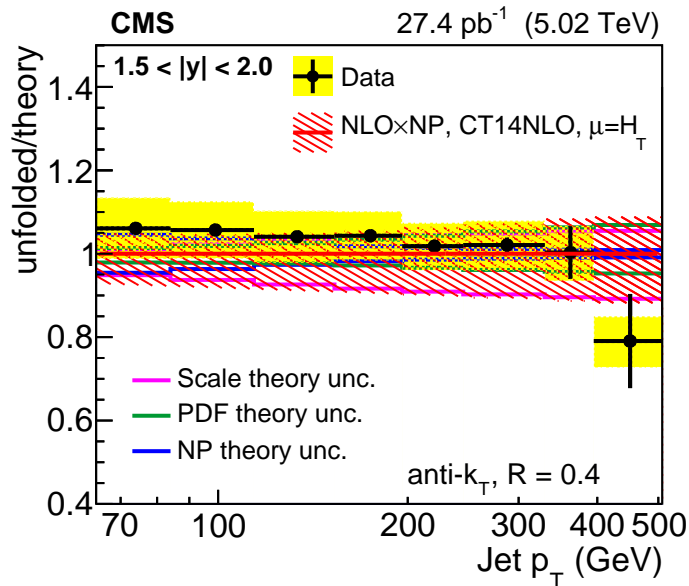 CMS 27.4 pb⁻¹ (5.02 TeV)
1.5 < |y| < 2.0
Data
NLO×NP, CT14NLO, μ=H_T
unfolded/theory
1.4
1.2
1
0.8
0.6
0.4
Scale theory unc.
PDF theory unc.
NP theory unc.
anti-k_T, R = 0.4
70 100 200 300 400 500
Jet p_T (GeV)